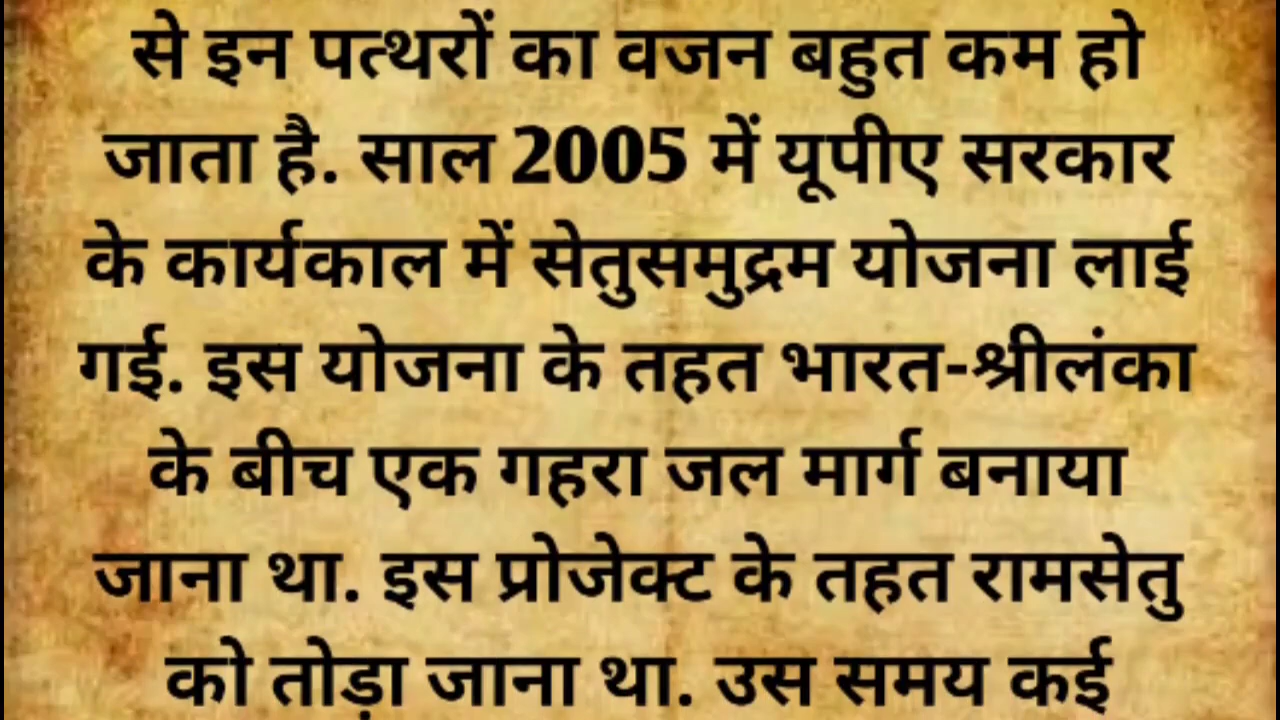 से इन पत्थरों का वजन बहुत कम हो
जाता है. साल 2005 में यूपीए सरकार
के कार्यकाल में सेतुसमुद्रम योजना लाई
गई. इस योजना के तहत भारत-श्रीलंका
के बीच एक गहरा जल मार्ग बनाया
जाना था. इस प्रोजेक्ट के तहत रामसेतु
को तोड़ा जाना था. उस समय कई